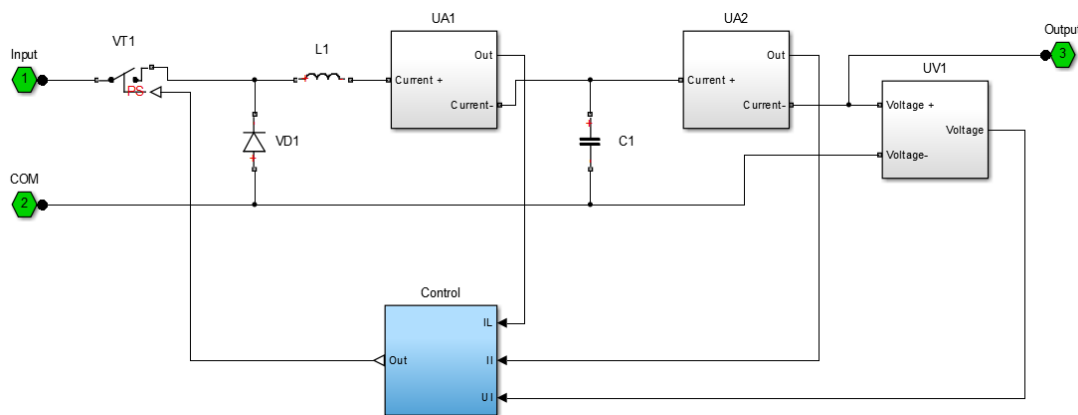 UA1
UA2
Output
Input
VT1
L1
3
UV1
1
Out
Out
Current +
Current +
PS
Current-
Current-
Voltage +
Voltage
VD1
C1
Voltage-
COM
2
Control
IL
Out
II
UI